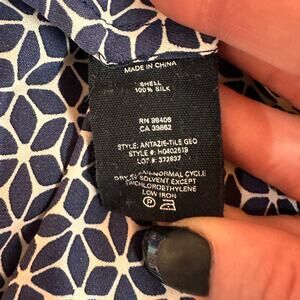 MADE IN CHINA
SHELL
100% SILK
RN 98406
CA 39862
STYLE: ARTAZIE-TILE GEO
STYLE #: H0402519
LOT #: 372837
DRY CLEAN NORMAL CYCLE
ANY SOLVENT EXCEPT
TRICHLOROETHYLENE
LOW IRON
P